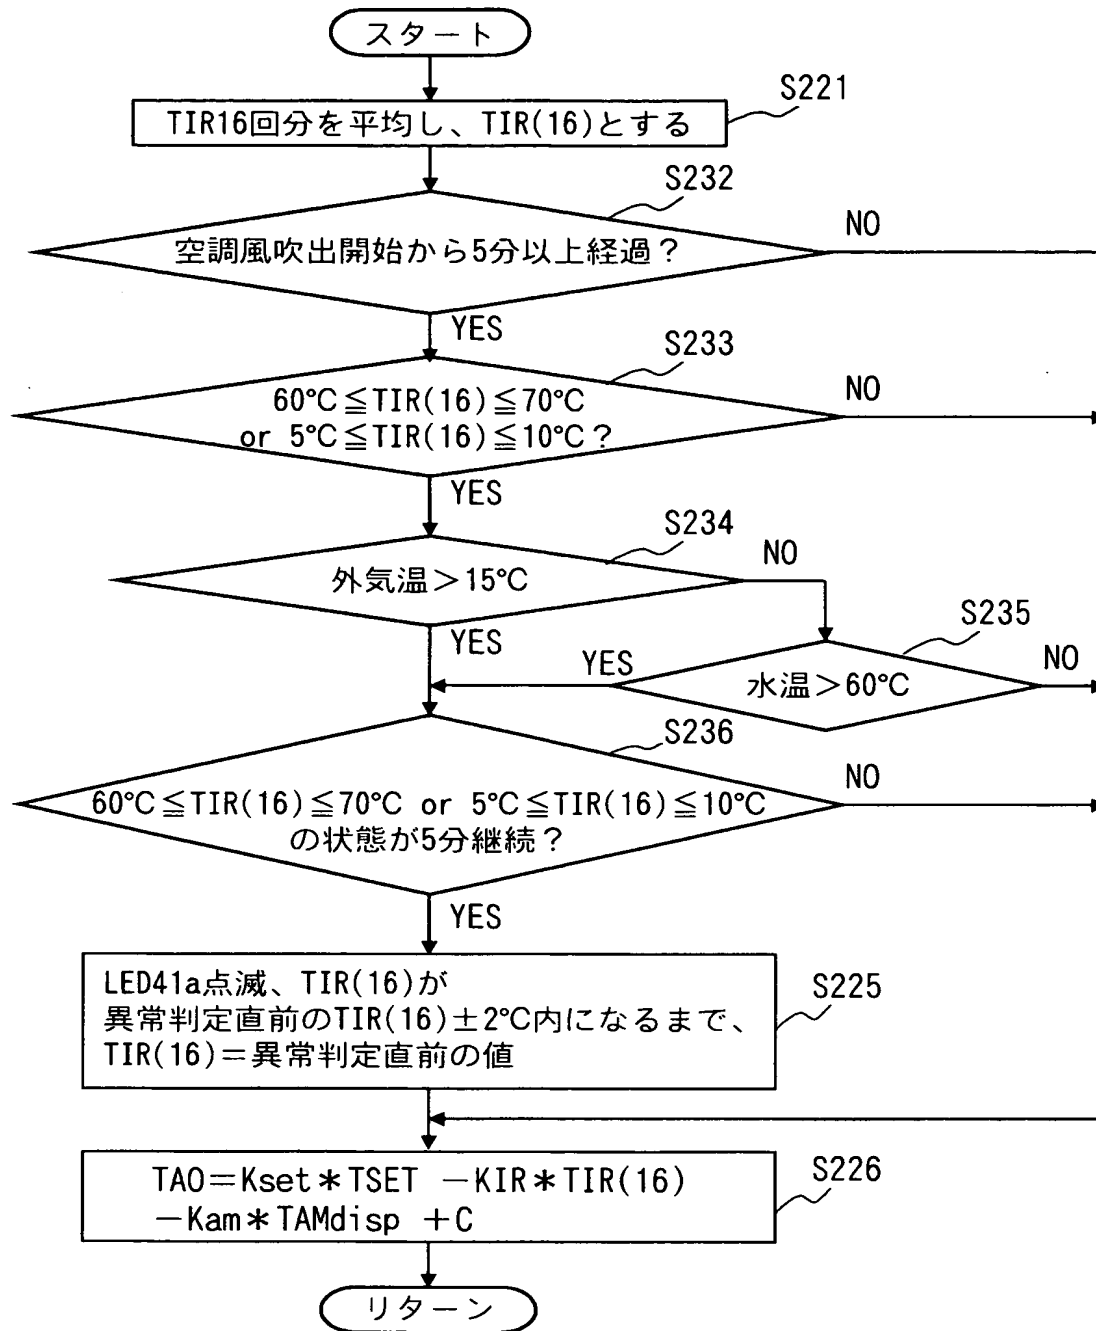 スタート
S221
TIR16回分を平均し、TIR(16)とする
S232
空調風吹出開始から5分以上経過?
NO
YES
S233
60℃≦TIR(16)≦70℃
or 5℃≦TIR(16)≦10℃?
NO
YES
S234
外気温>15℃
NO
YES
S235
水温>60℃
YES
NO
S236
60℃≦TIR(16)≦70℃ or 5℃≦TIR(16)≦10℃
の状態が5分継続?
NO
YES
S225
LED41a点滅、TIR(16)が
異常判定直前のTIR(16)±2℃内になるまで、
TIR(16)=異常判定直前の値
S226
TAO=Kset*TSET -KIR*TIR(16)
-Kam*TAMdisp +C
リターン